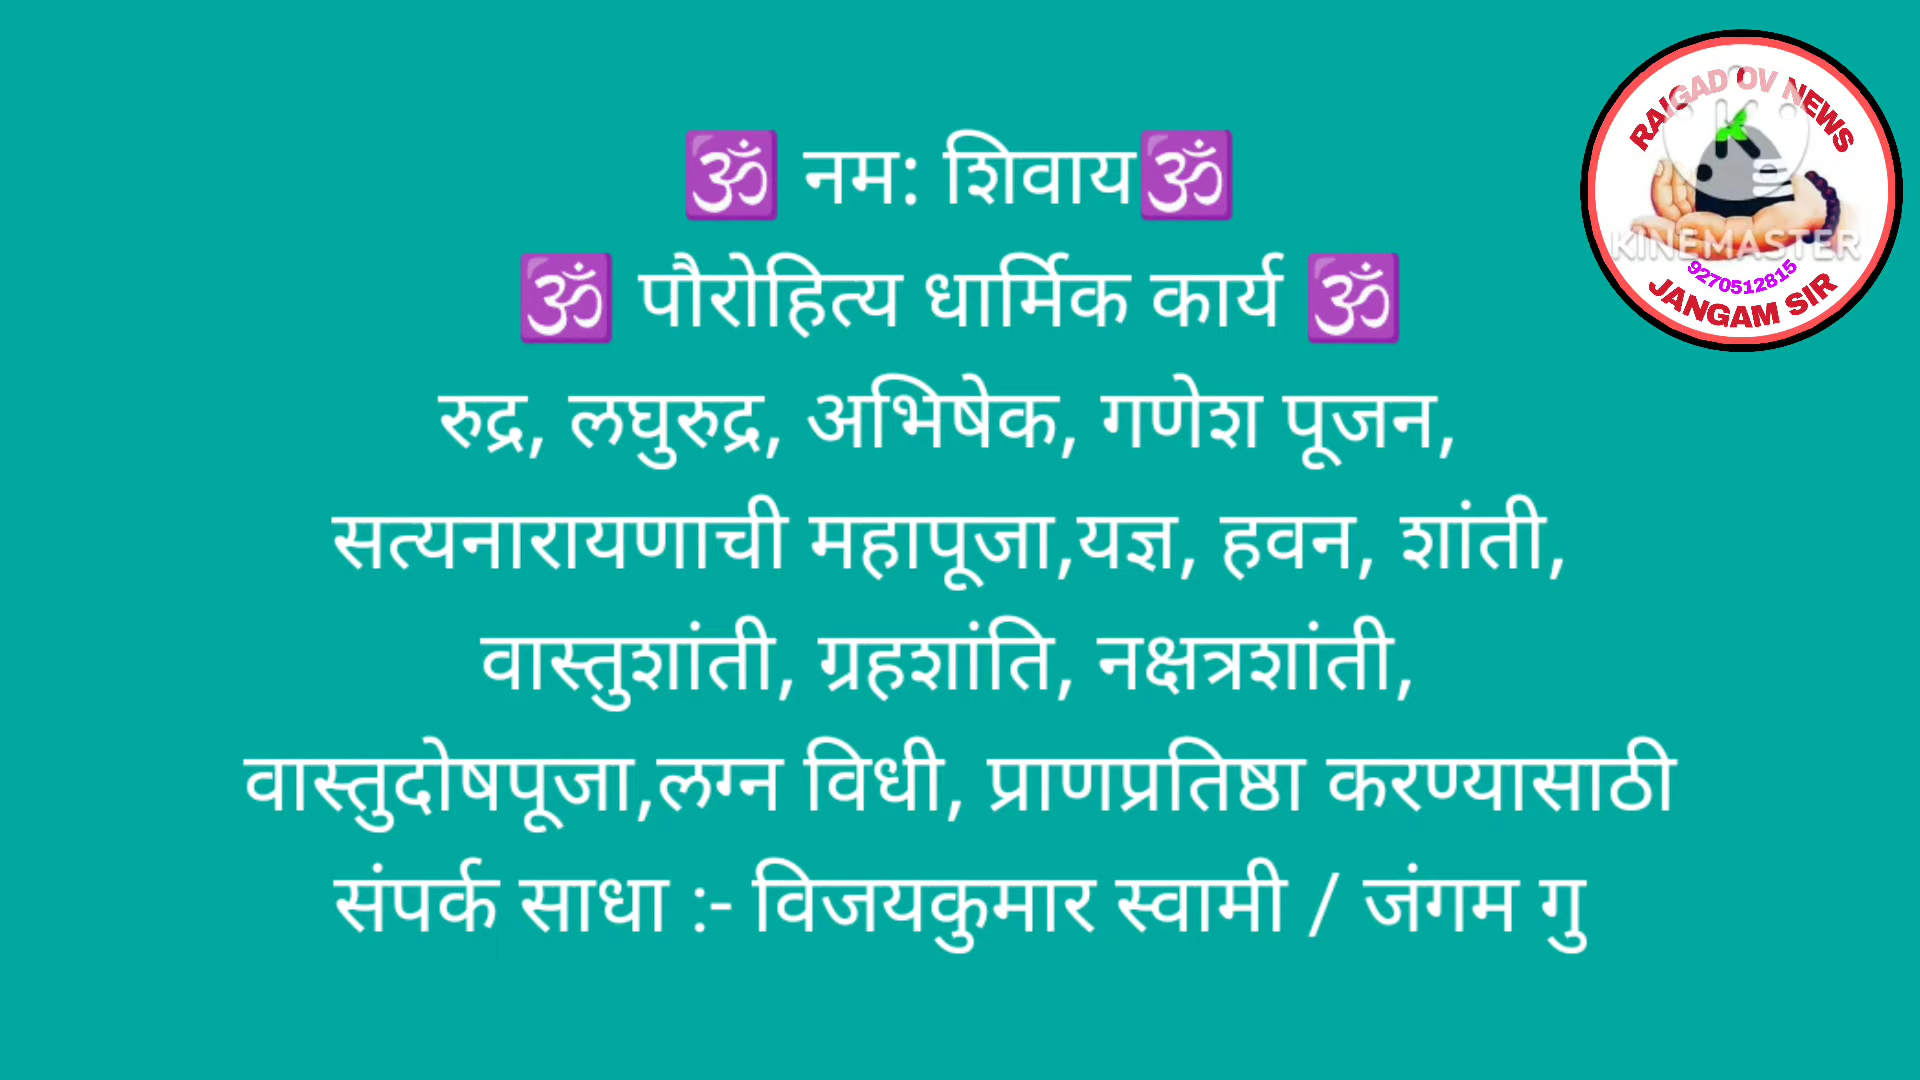 🕉 नम: शिवाय🕉
🕉 पौरोहित्य धार्मिक कार्य 🕉
रुद्र, लघुरुद्र, अभिषेक, गणेश पूजन,
सत्यनारायणाची महापूजा,यज्ञ, हवन, शांती,
वास्तुशांती, ग्रहशांति, नक्षत्रशांती,
वास्तुदोषपूजा,लग्न विधी, प्राणप्रतिष्ठा करण्यासाठी
संपर्क साधा :- विजयकुमार स्वामी / जंगम गु
RAIGAD OV NEWS
K
KINEMASTER
9270512815
JANGAM SIR